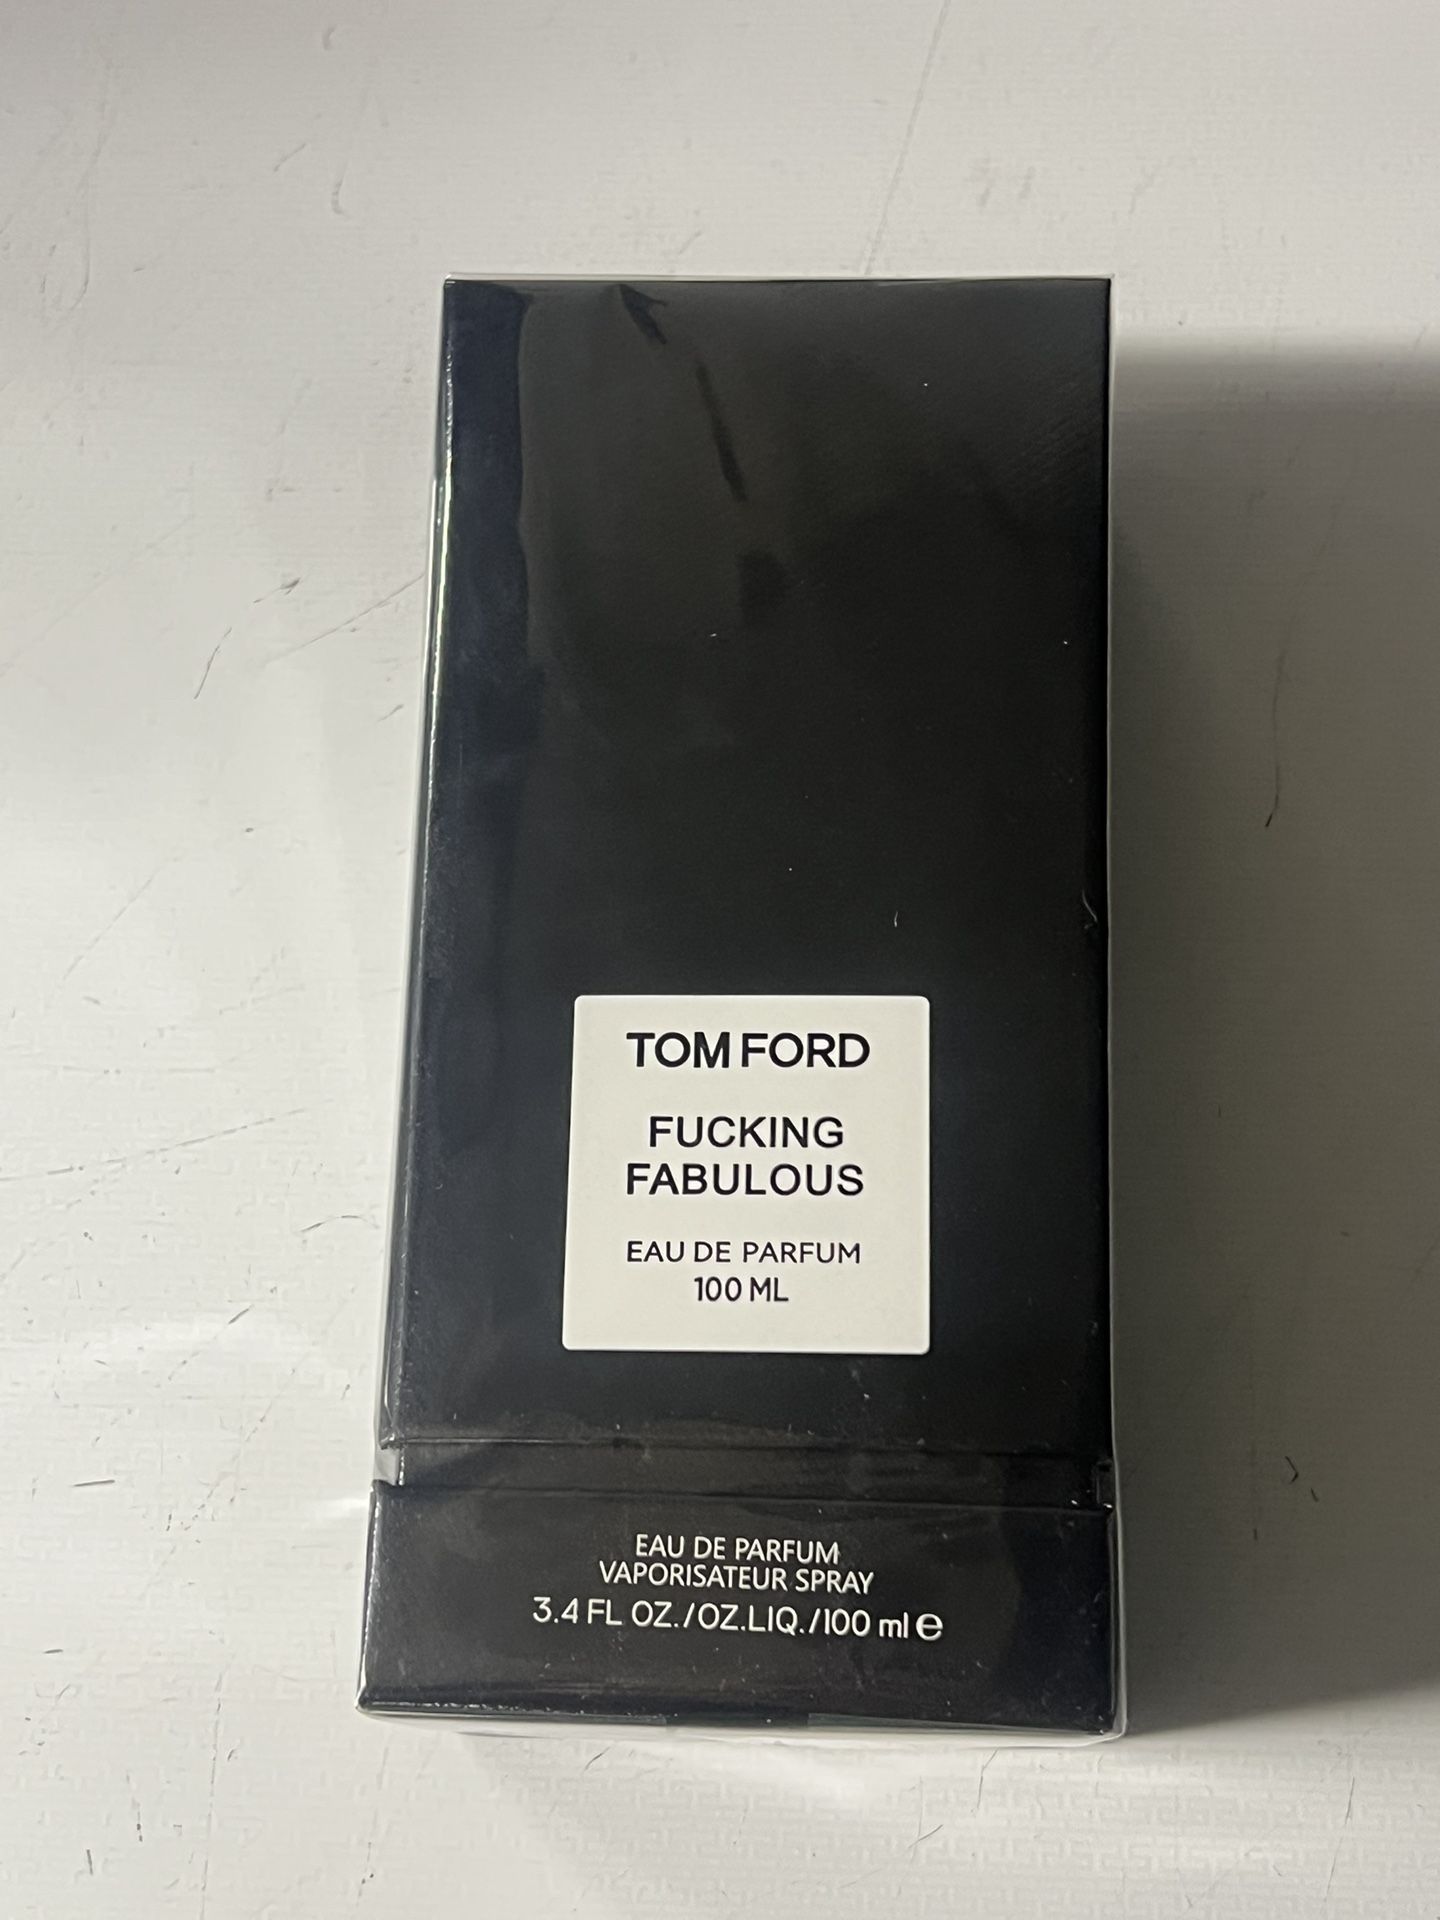 TOM FORD
FUCKING
FABULOUS
EAU DE PARFUM
100 ML
EAU DE PARFUM
VAPORISATEUR SPRAY
3.4 FL OZ./OZ.LIQ./100 ml e